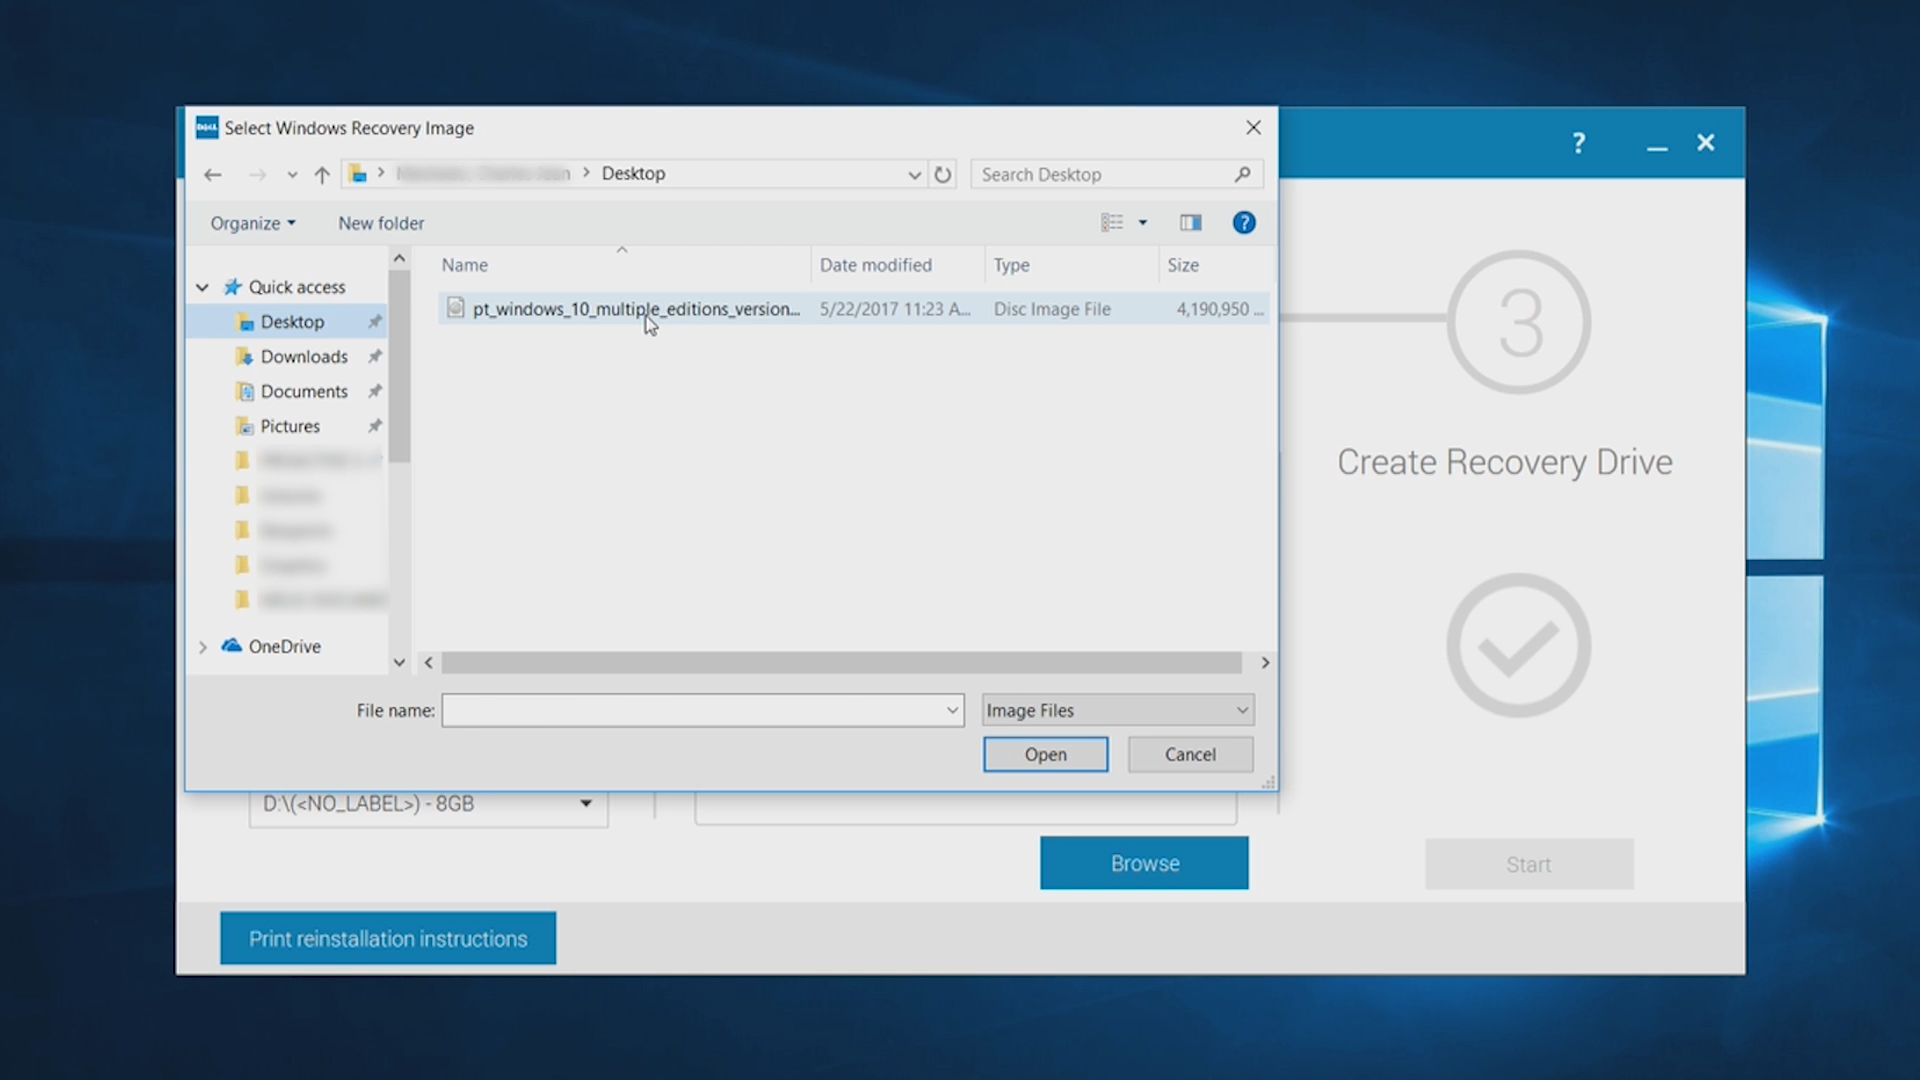 DELL Select Windows Recovery Image
> Desktop
Search Desktop
Organize
New folder
?
Name
Date modified
Type
Size
Quick access
Desktop
Downloads
Documents
Pictures
OneDrive
pt_windows_10_multiple_editions_version...
5/22/2017 11:23 A...
Disc Image File
4,190,950 ...
File name:
Image Files
Open
Cancel
?
3
Create Recovery Drive
D:\(<NO_LABEL>) - 8GB
Browse
Start
Print reinstallation instructions